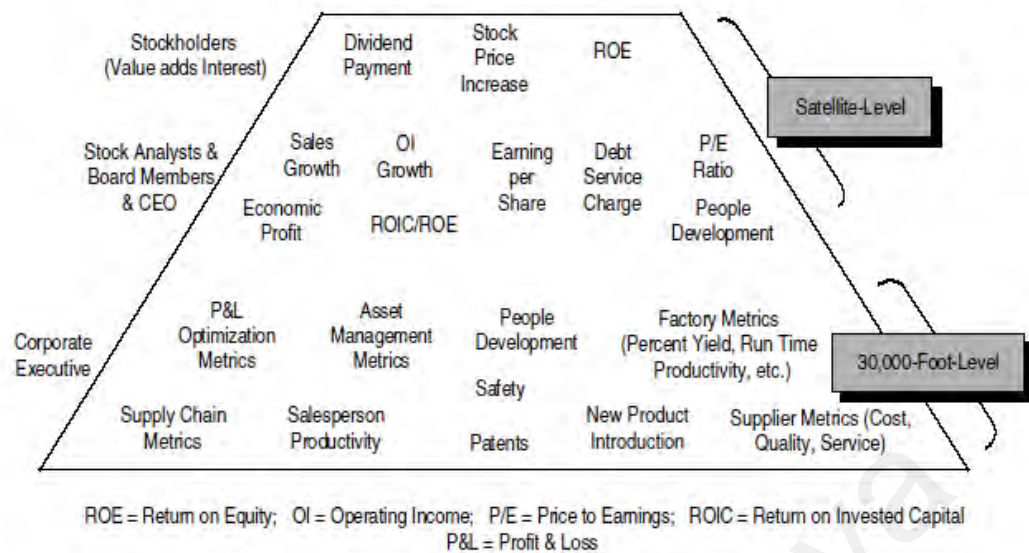 Stockholders
(Value adds Interest)
Dividend
Payment
Stock
Price
Increase
ROE
Satellite-Level
Stock Analysts &
Board Members
& CEO
Sales
Growth
OI
Growth
Earning
per
Share
Debt
Service
Charge
P/E
Ratio
Economic
Profit
ROIC/ROE
People
Development
Corporate
Executive
P&L
Optimization
Metrics
Asset
Management
Metrics
People
Development
Factory Metrics
(Percent Yield, Run Time
Productivity, etc.)
30,000-Foot-Level
Safety
Supply Chain
Metrics
Salesperson
Productivity
Patents
New Product
Introduction
Supplier Metrics (Cost,
Quality, Service)
ROE = Return on Equity; OI = Operating Income; P/E = Price to Earnings; ROIC = Return on Invested Capital
P&L = Profit & Loss